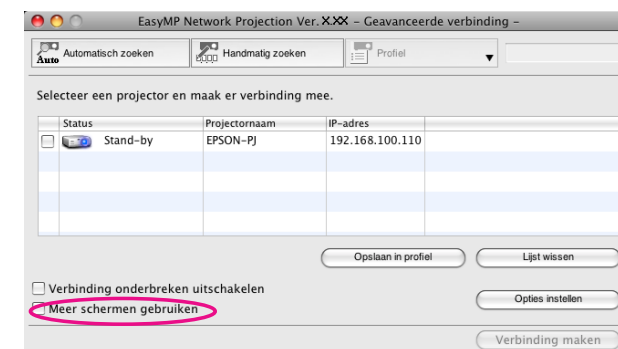 EasyMP Network Projection Ver.X.XX – Geavanceerde verbinding –
Auto Automatisch zoeken Handmatig zoeken Profiel
Selecteer een projector en maak er verbinding mee.
Status Projectornaam IP-adres
Stand-by EPSON-PJ 192.168.100.110
Opslaan in profiel Lijst wissen
Verbinding onderbreken uitschakelen
Opties instellen
Meer schermen gebruiken
Verbinding maken